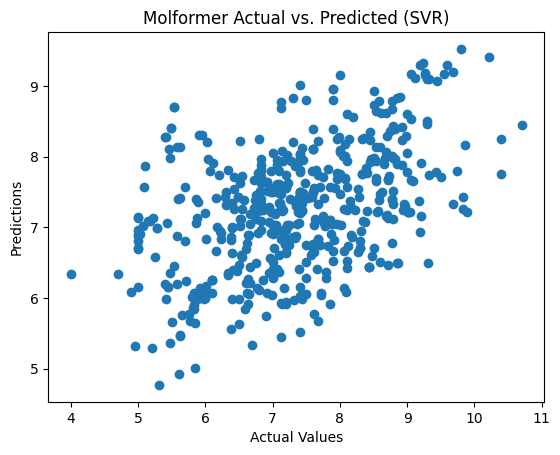 Molformer Actual vs. Predicted (SVR)
9
8
7
6
5
Predictions
4 5 6 7 8 9 10 11
Actual Values